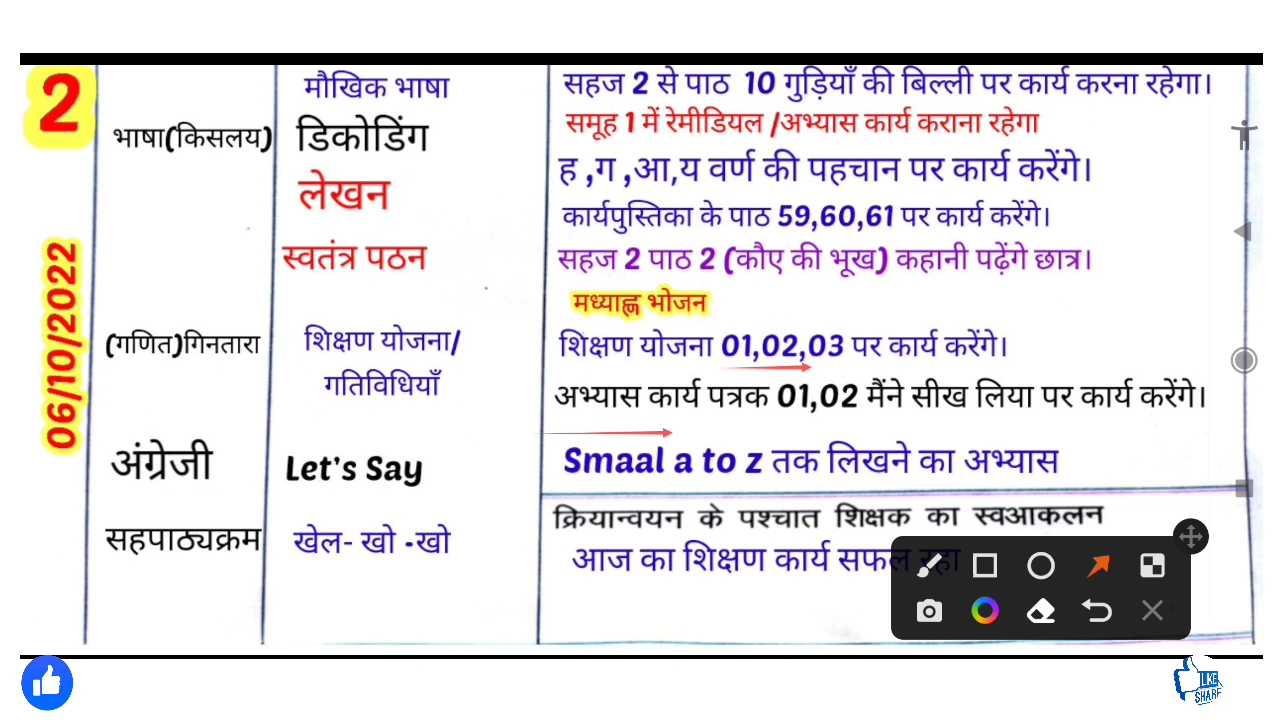 2
06/10/2022
मौखिक भाषा
सहज 2 से पाठ 10 गुड़ियाँ की बिल्ली पर कार्य करना रहेगा।
भाषा(किसलय)
डिकोडिंग
समूह 1 में रेमीडियल /अभ्यास कार्य कराना रहेगा
ह ,ग ,आ,य वर्ण की पहचान पर कार्य करेंगे।
लेखन
कार्यपुस्तिका के पाठ 59,60,61 पर कार्य करेंगे।
स्वतंत्र पठन
सहज 2 पाठ 2 (कौए की भूख) कहानी पढ़ेंगे छात्र।
मध्याह्न भोजन
(गणित)गिनतारा
शिक्षण योजना/
गतिविधियाँ
शिक्षण योजना 01,02,03 पर कार्य करेंगे।
अभ्यास कार्य पत्रक 01,02 मैंने सीख लिया पर कार्य करेंगे।
अंग्रेजी
Let's Say
Smaal a to z तक लिखने का अभ्यास
क्रियान्वयन के पश्चात शिक्षक का स्वआकलन
सहपाठ्यक्रम
खेल- खो -खो
आज का शिक्षण कार्य सफल रहा
LIKE
SHARE